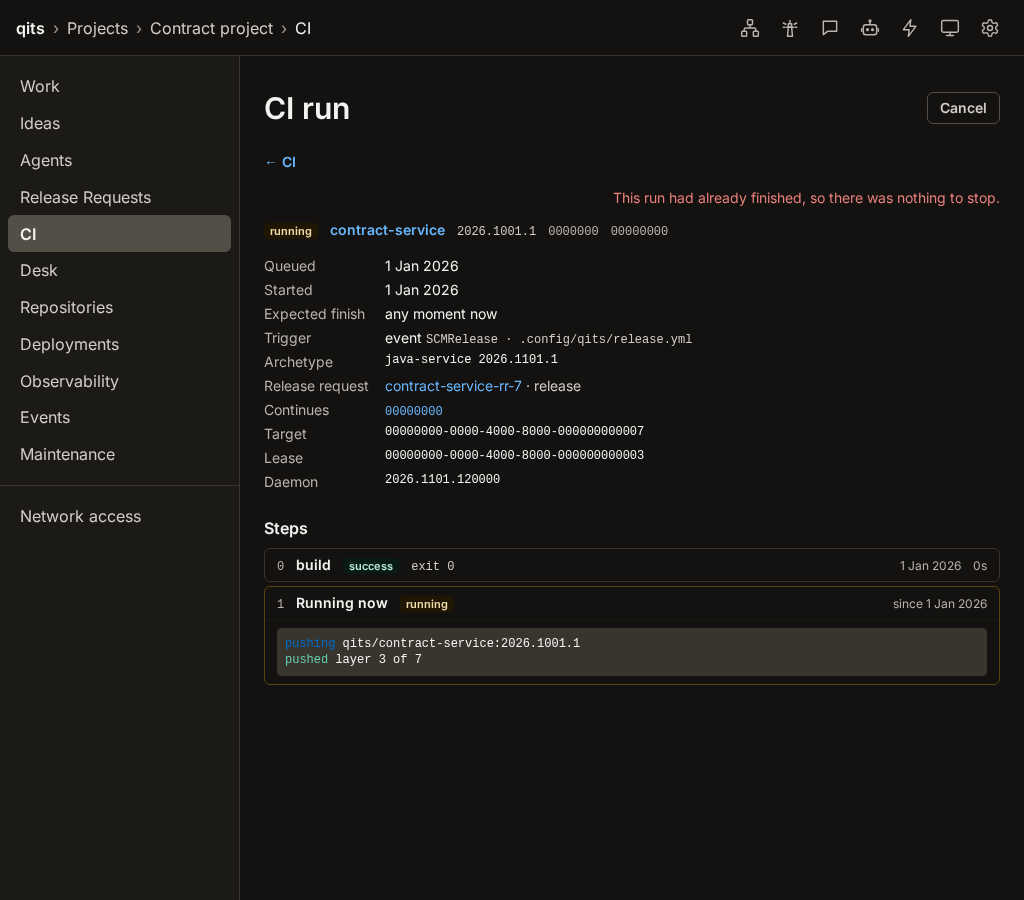 qits › Projects › Contract project › CI
Work
Ideas
Agents
Release Requests
CI
Desk
Repositories
Deployments
Observability
Events
Maintenance
Network access
CI run
Cancel
← CI
This run had already finished, so there was nothing to stop.
running contract-service 2026.1001.1 0000000 00000000
Queued 1 Jan 2026
Started 1 Jan 2026
Expected finish any moment now
Trigger event SCMRelease · .config/qits/release.yml
Archetype java-service 2026.1101.1
Release request contract-service-rr-7 · release
Continues 00000000
Target 00000000-0000-4000-8000-000000000007
Lease 00000000-0000-4000-8000-000000000003
Daemon 2026.1101.120000
Steps
0 build success exit 0 1 Jan 2026 0s
1 Running now running since 1 Jan 2026
pushing qits/contract-service:2026.1001.1
pushed layer 3 of 7